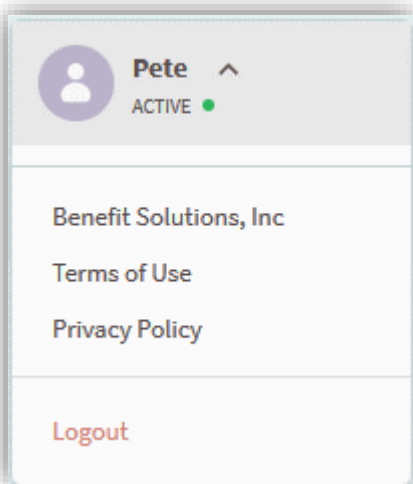 Pete
ACTIVE
Benefit Solutions, Inc
Terms of Use
Privacy Policy
Logout